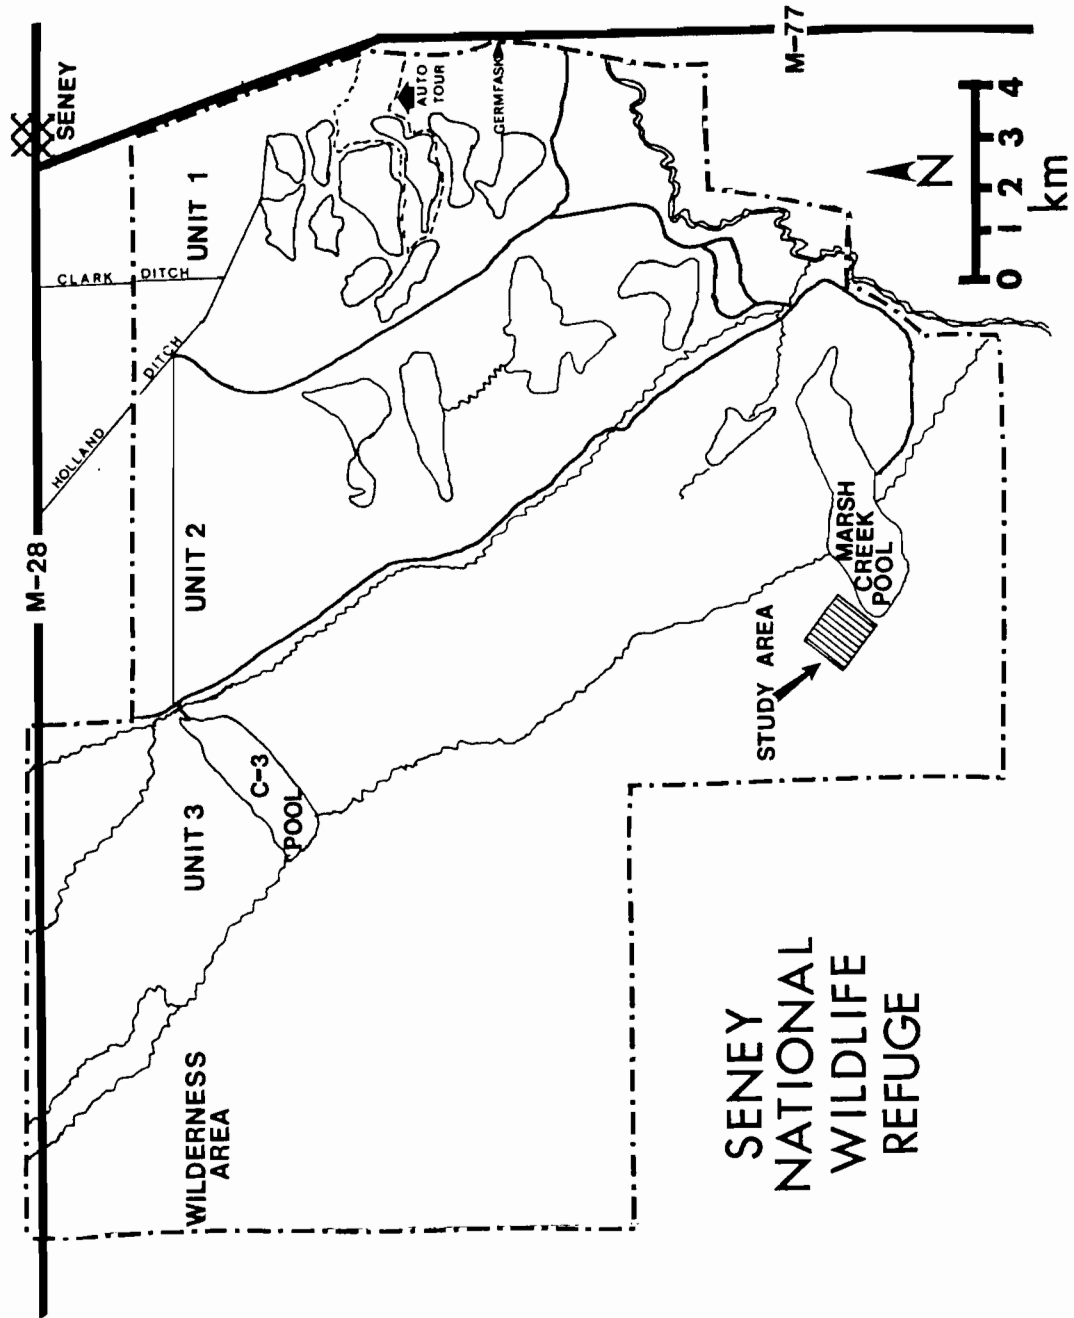 M-28
SENEY
CLARK DITCH
HOLLAND DITCH
UNIT 1
AUTO
TOUR
GERMFASK
M-77
UNIT 2
UNIT 3
C-3
POOL
WILDERNESS
AREA
STUDY AREA
MARSH
CREEK
POOL
N
0 1 2 3 4
km
SENEY
NATIONAL
WILDLIFE
REFUGE